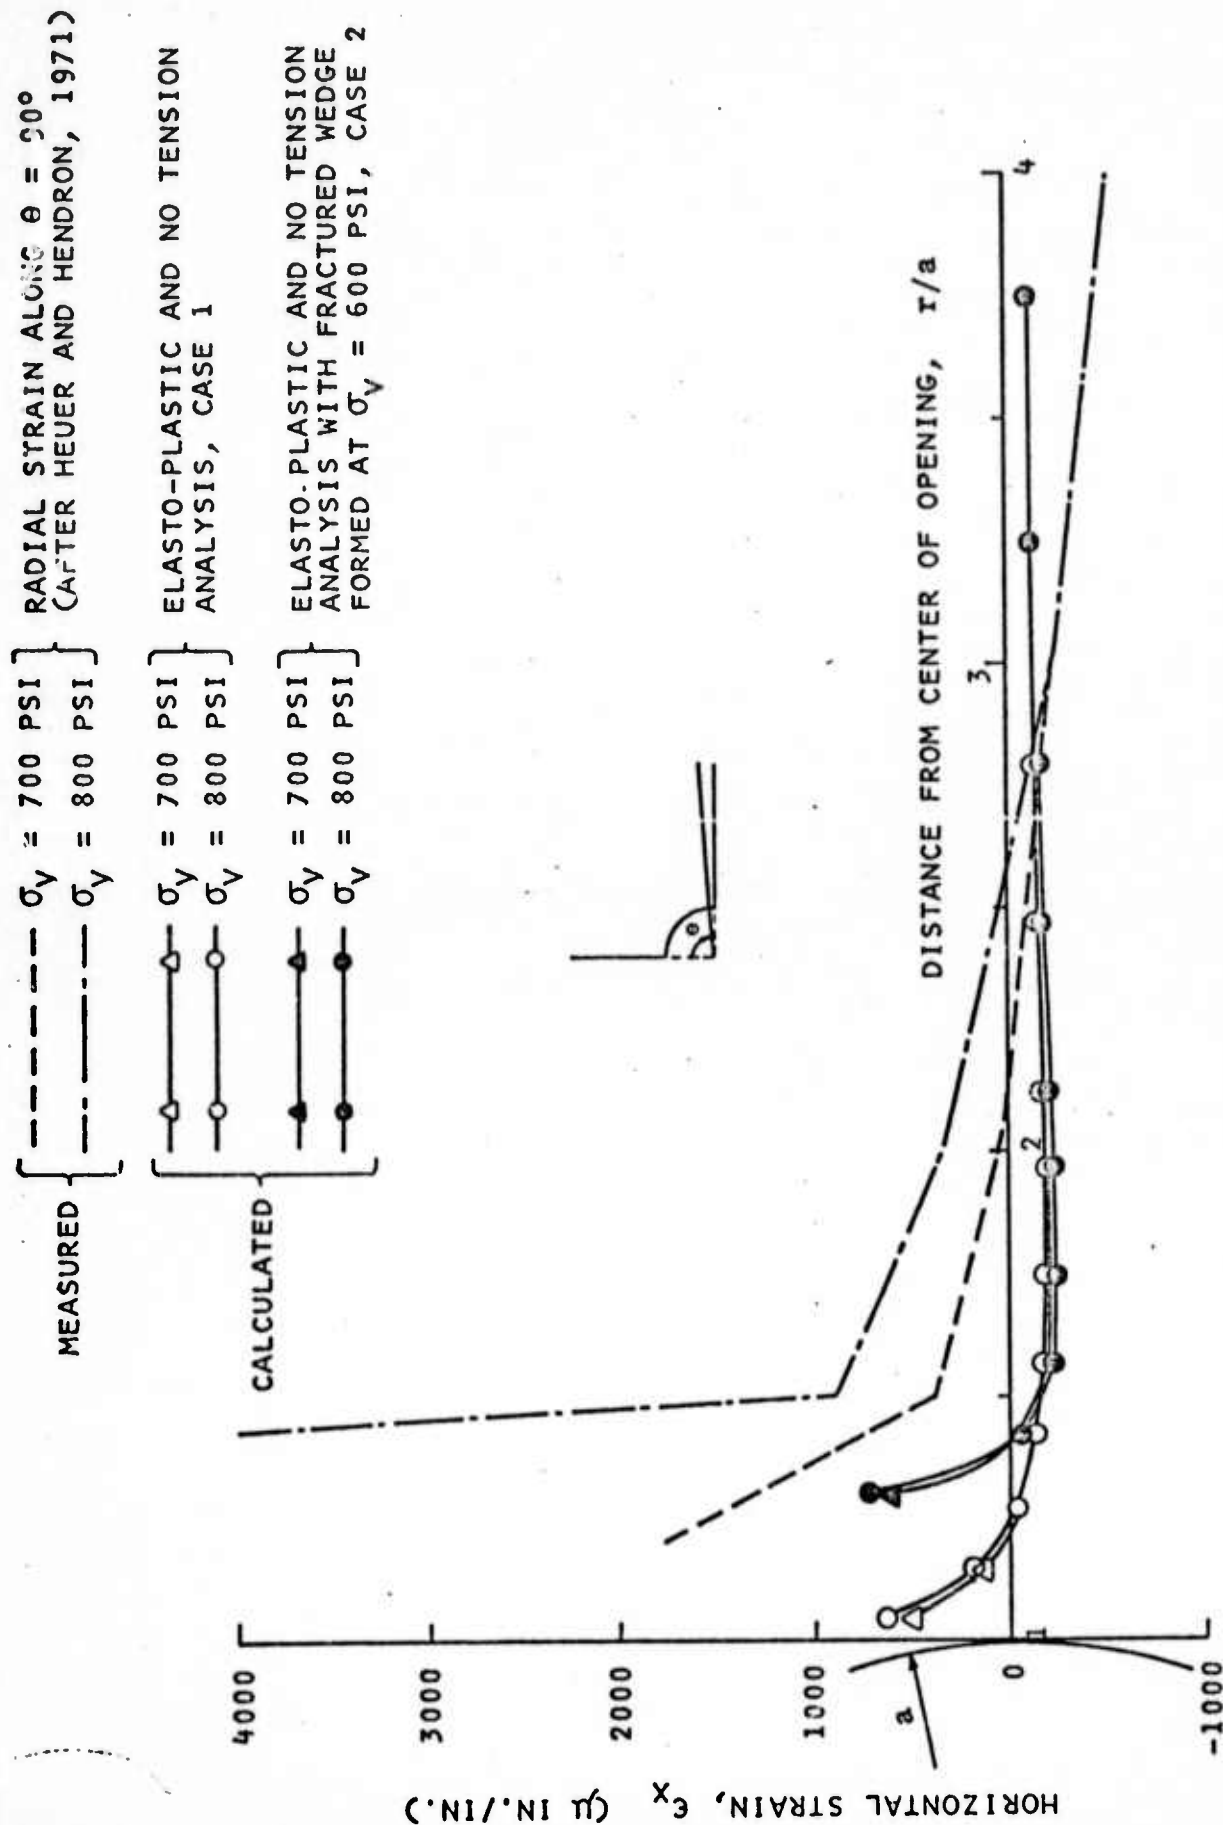 MEASURED
σv = 700 PSI
σv = 800 PSI
RADIAL STRAIN ALONG θ = 90°
(AFTER HEUER AND HENDRON, 1971)
CALCULATED
σv = 700 PSI
σv = 800 PSI
ELASTO-PLASTIC AND NO TENSION
ANALYSIS, CASE 1
σv = 700 PSI
σv = 800 PSI
ELASTO-PLASTIC AND NO TENSION
ANALYSIS WITH FRACTURED WEDGE
FORMED AT σv = 600 PSI, CASE 2
θ
DISTANCE FROM CENTER OF OPENING, r/a
1
2
3
4
a
4000
3000
2000
1000
0
-1000
HORIZONTAL STRAIN, εx (μ IN./IN.)